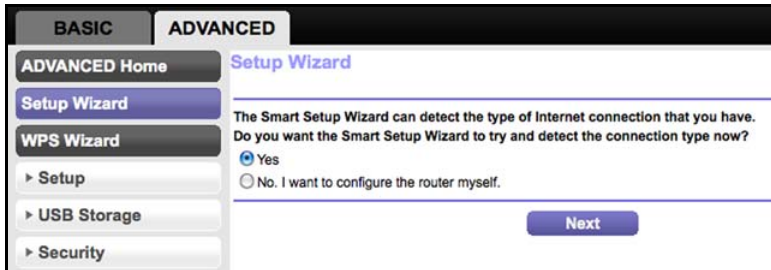 BASIC
ADVANCED
ADVANCED Home
Setup Wizard
WPS Wizard
Setup
USB Storage
Security
Setup Wizard
The Smart Setup Wizard can detect the type of Internet connection that you have.
Do you want the Smart Setup Wizard to try and detect the connection type now?
Yes
No. I want to configure the router myself.
Next